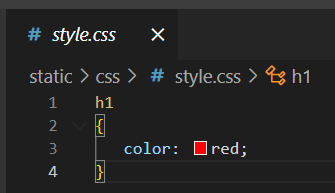 # style.css ×
static > css > # style.css > h1
1 h1
2 {
3 color: red;
4 }